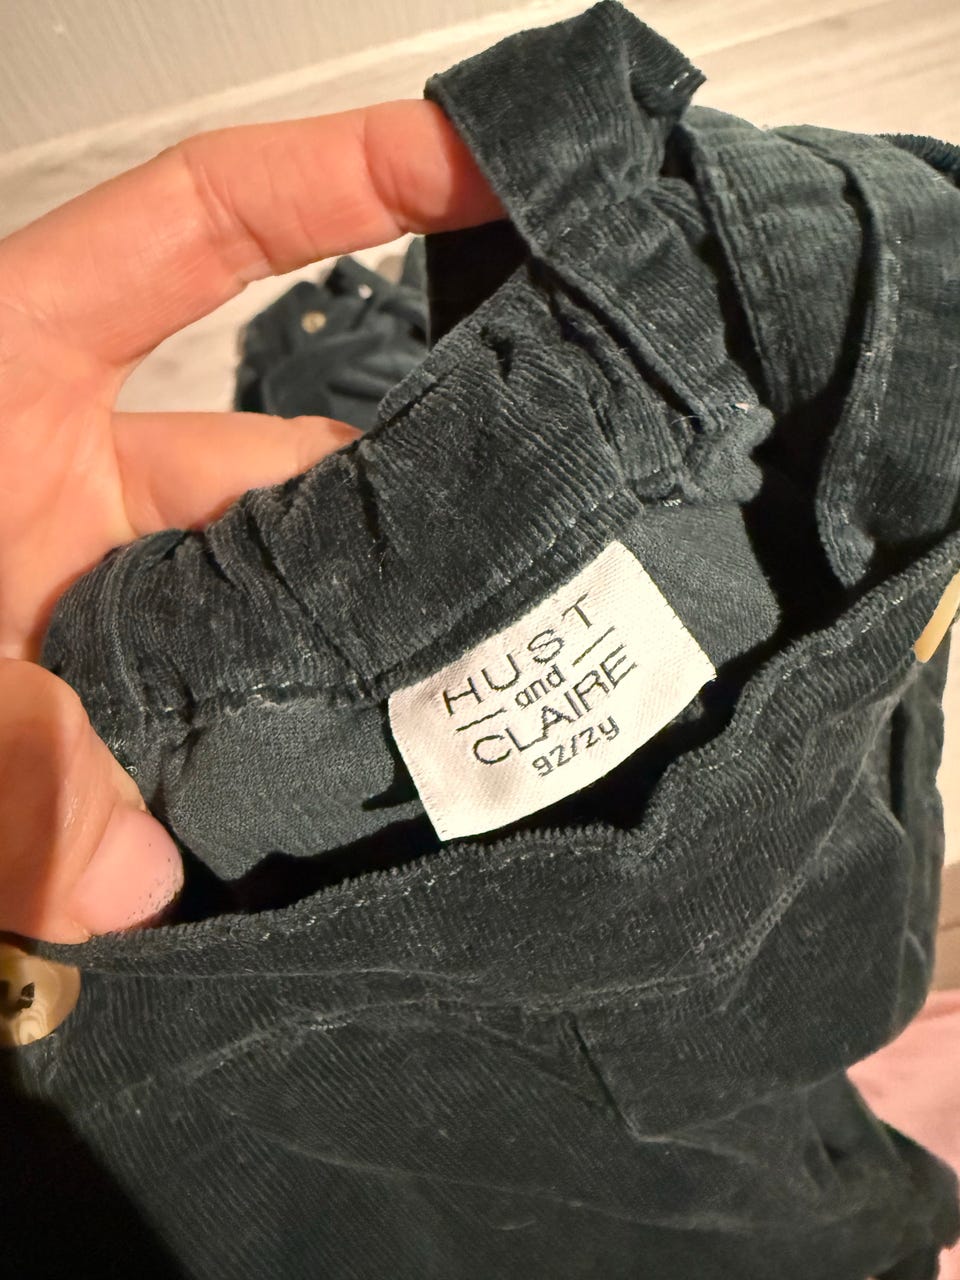 HUST
and
CLAIRE
92/2y